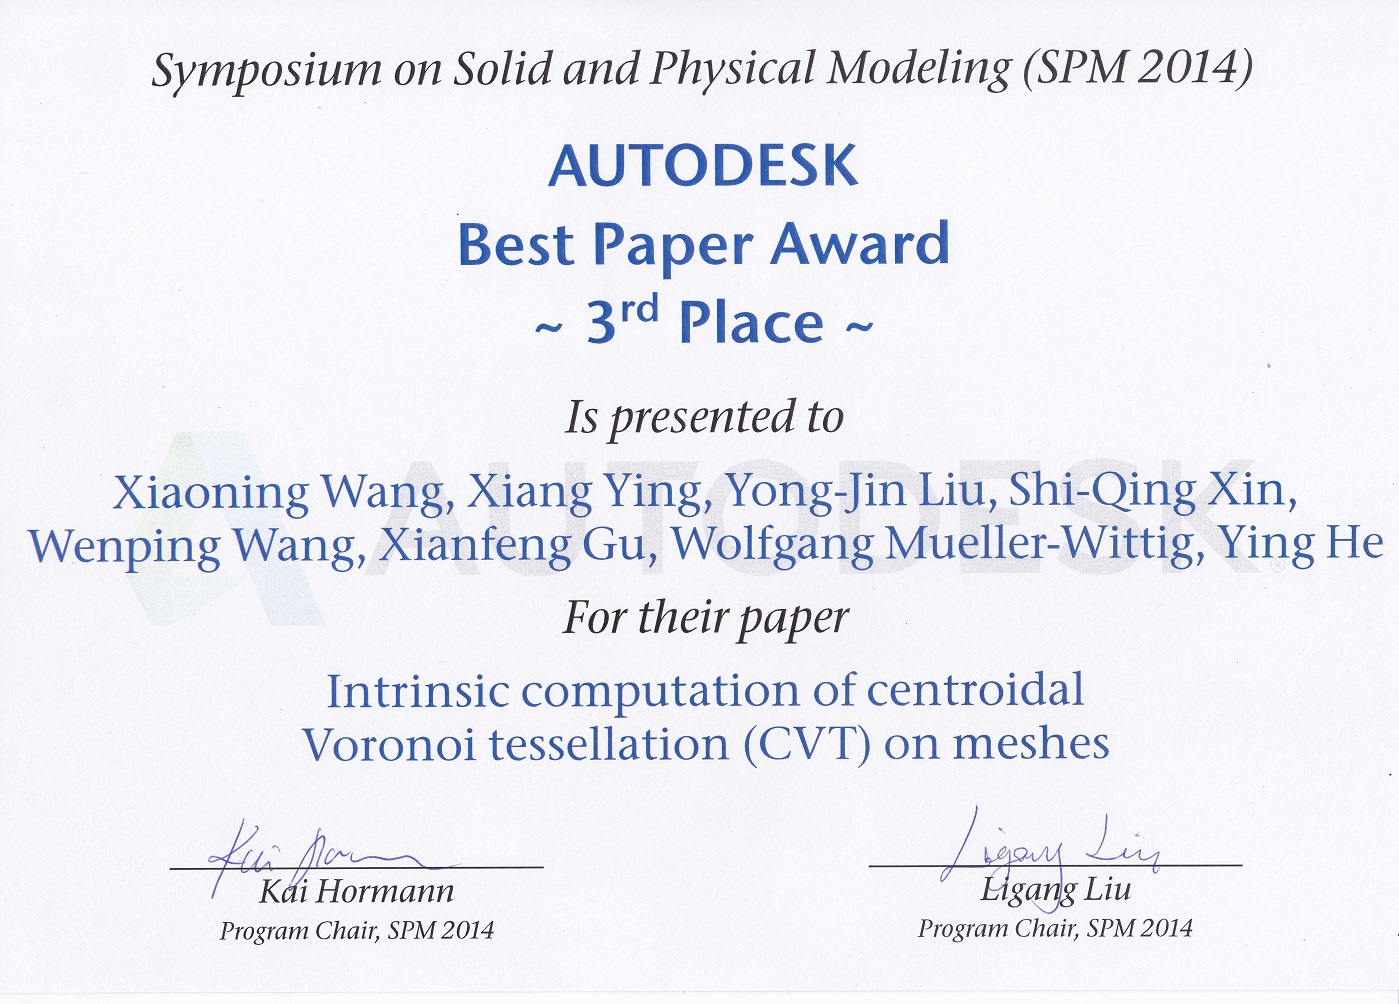 Symposium on Solid and Physical Modeling (SPM 2014)
AUTODESK
Best Paper Award
~ 3rd Place ~
Is presented to
AUTODESK®
Xiaoning Wang, Xiang Ying, Yong-Jin Liu, Shi-Qing Xin,
Wenping Wang, Xianfeng Gu, Wolfgang Mueller-Wittig, Ying He
For their paper
Intrinsic computation of centroidal
Voronoi tessellation (CVT) on meshes
Kai Hormann
Ligang Liu
Kai Hormann
Program Chair, SPM 2014
Ligang Liu
Program Chair, SPM 2014